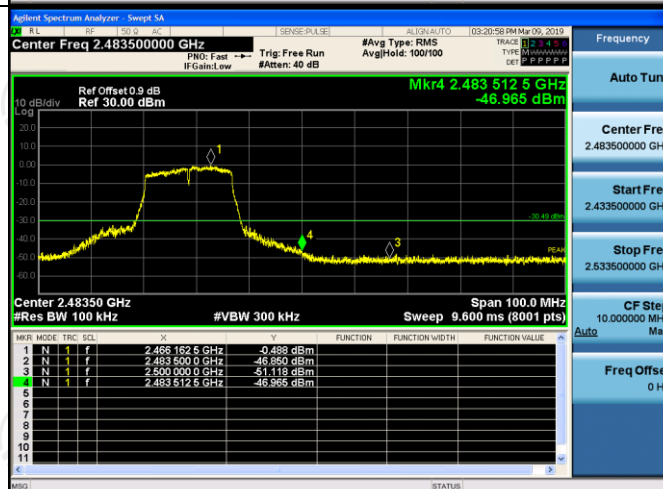 Agilent Spectrum Analyzer - Swept SA
RL RF 50 Ω AC SENSE:PULSE ALIGN AUTO 03:20:58 PM Mar 09, 2019
Center Freq 2.483500000 GHz
PNO: Fast
IFGain:Low
Trig: Free Run
#Atten: 40 dB
#Avg Type: RMS
Avg|Hold: 100/100
TRACE 1 2 3 4 5 6
TYPE
DET P P P P P P
Ref Offset 0.9 dB
10 dB/div Ref 30.00 dBm
Log
Mkr4 2.483 512 5 GHz
-46.965 dBm
20.0
10.0
0.00
-10.0
-20.0
-30.0
-40.0
-50.0
-60.0
1
4
3
-30.49 dBm
PEAK
Center 2.48350 GHz Span 100.0 MHz
#Res BW 100 kHz #VBW 300 kHz Sweep 9.600 ms (8001 pts)
MKR MODE TRC SCL X Y FUNCTION FUNCTION WIDTH FUNCTION VALUE
1 N 1 f 2.466 162 5 GHz -0.488 dBm
2 N 1 f 2.483 500 0 GHz -46.850 dBm
3 N 1 f 2.500 000 0 GHz -51.118 dBm
4 N 1 f 2.483 512 5 GHz -46.965 dBm
5
6
7
8
9
10
11
MSG STATUS
Frequency
Auto Tun
Center Fre
2.483500000 GH
Start Fre
2.433500000 GH
Stop Fre
2.533500000 GH
CF Ste
10.000000 MH
Auto Ma
Freq Offse
0 H